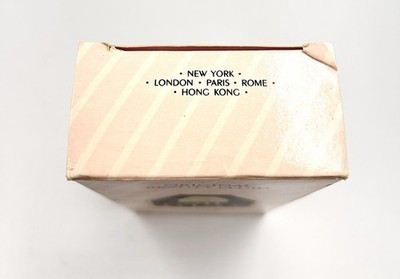 · NEW YORK ·
· LONDON · PARIS · ROME ·
· HONG KONG ·